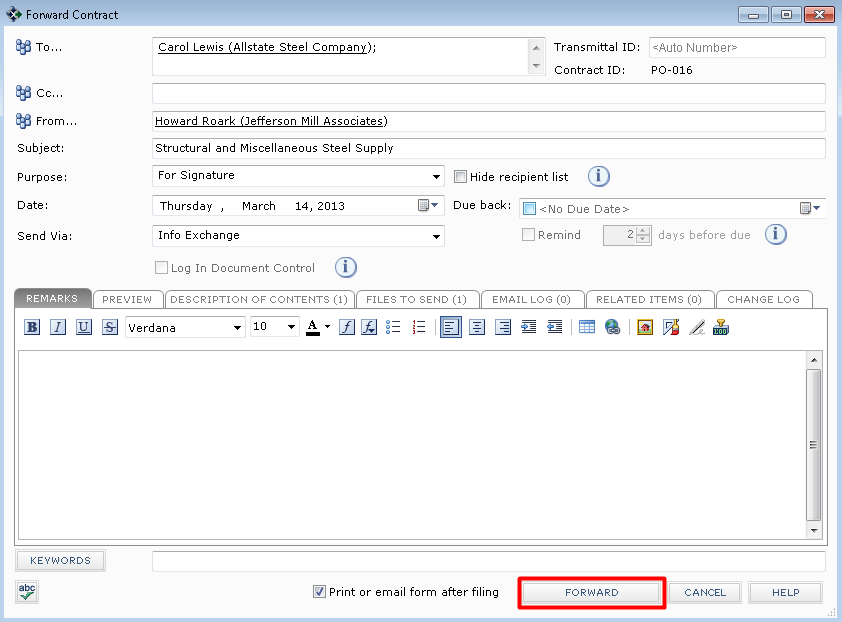 Forward Contract
To...
Carol Lewis (Allstate Steel Company);
Transmittal ID: <Auto Number>
Contract ID: PO-016
Cc...
From...
Howard Roark (Jefferson Mill Associates)
Subject: Structural and Miscellaneous Steel Supply
Purpose: For Signature
Hide recipient list
Date: Thursday , March 14, 2013
Due back: <No Due Date>
Send Via: Info Exchange
Remind 2 days before due
Log In Document Control
REMARKS PREVIEW DESCRIPTION OF CONTENTS (1) FILES TO SEND (1) EMAIL LOG (0) RELATED ITEMS (0) CHANGE LOG
B I U S Verdana 10 A
100
KEYWORDS
abc
Print or email form after filing
FORWARD CANCEL HELP